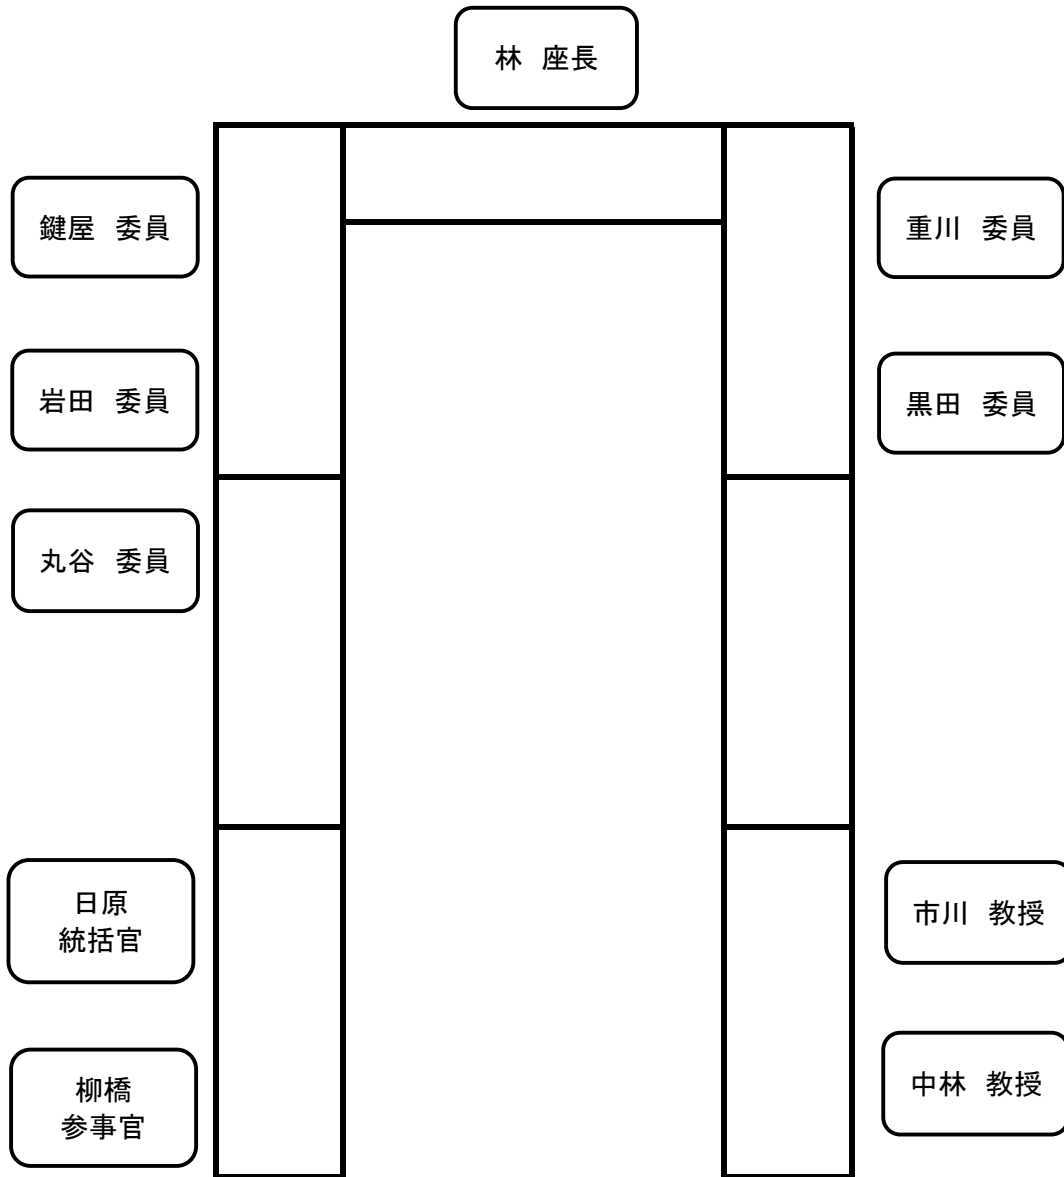 林 座長
鍵屋 委員
重川 委員
岩田 委員
黒田 委員
丸谷 委員
日原
統括官
市川 教授
柳橋
参事官
中林 教授